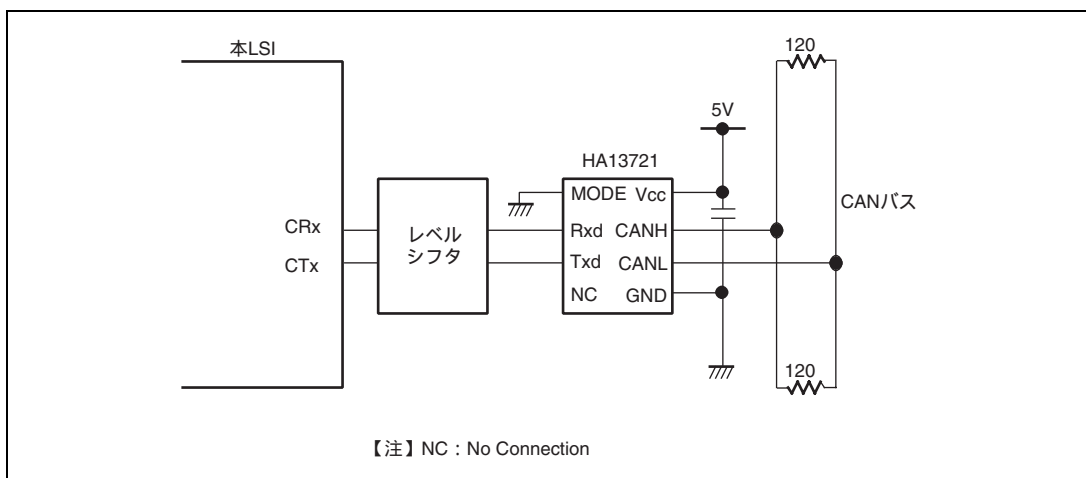 本LSI
120
5V
HA13721
MODE Vcc
CANバス
CRx
レベル
シフタ
Rxd CANH
CTx
Txd CANL
NC GND
120
【注】NC：No Connection